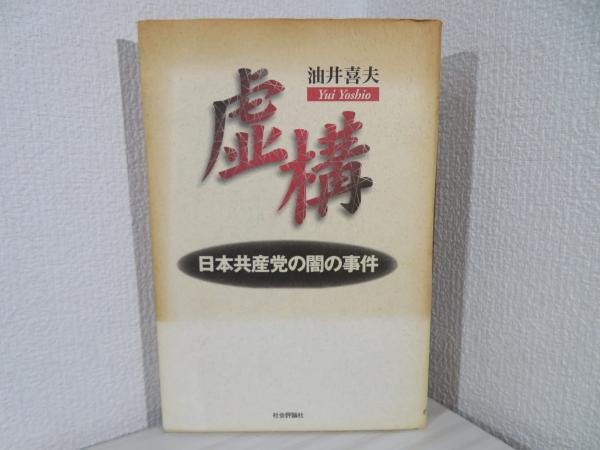 油井喜夫
Yui Yoshio
虚構
日本共産党の闇の事件
社会評論社